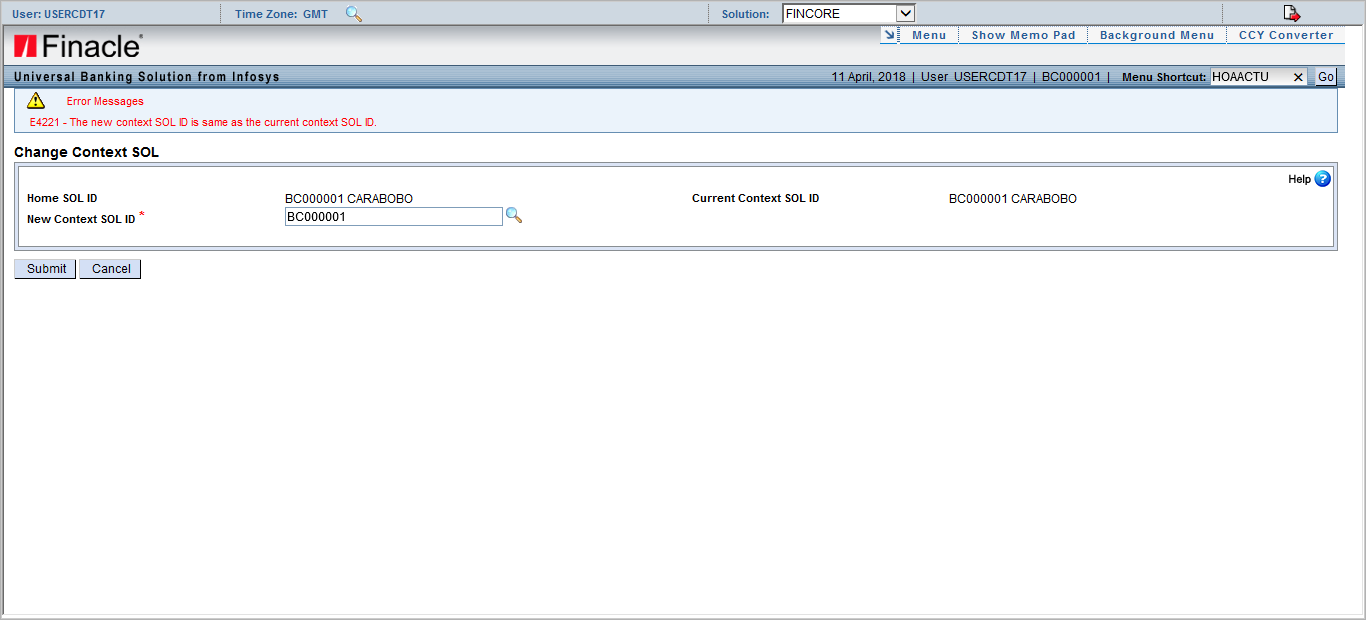 User: USERCDT17 Time Zone: GMT Solution: FINCORE
Finacle Menu Show Memo Pad Background Menu CCY Converter
Universal Banking Solution from Infosys 11 April, 2018 | User USERCDT17 | BC000001 | Menu Shortcut: HOAACTU Go
Error Messages
E4221 - The new context SOL ID is same as the current context SOL ID.
Change Context SOL
Help
Home SOL ID BC000001 CARABOBO Current Context SOL ID BC000001 CARABOBO
New Context SOL ID * BC000001
Submit Cancel